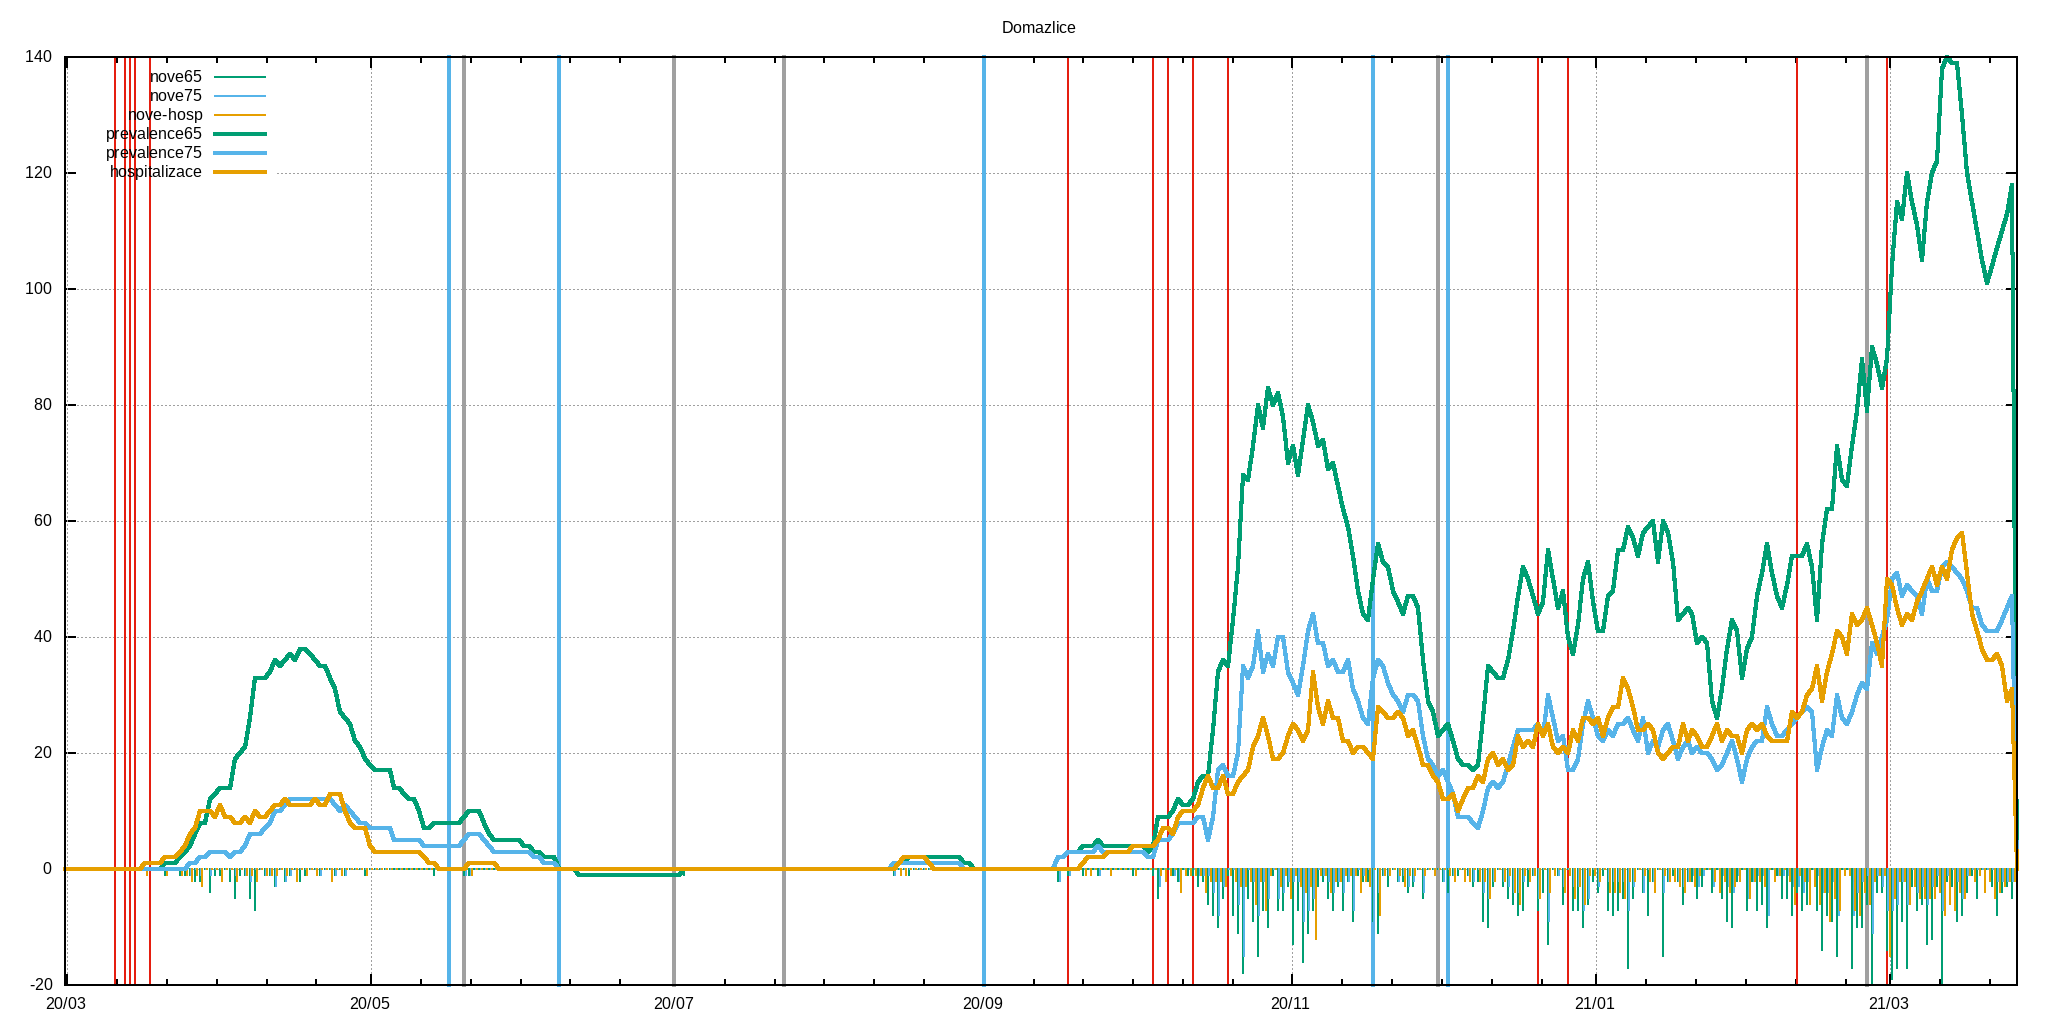 Domazlice
140
120
100
80
60
40
20
0
-20
nove65
nove75
nove-hosp
prevalence65
prevalence75
hospitalizace
20/03 20/05 20/07 20/09 20/11 21/01 21/03